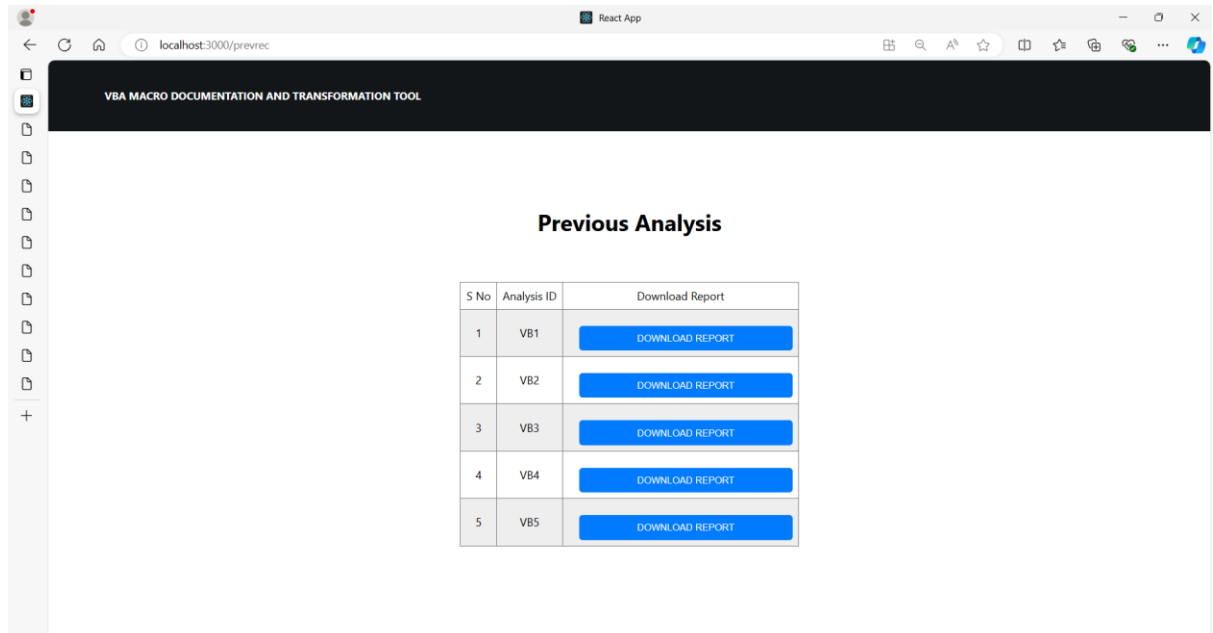 React App
localhost:3000/prevrec
VBA MACRO DOCUMENTATION AND TRANSFORMATION TOOL
Previous Analysis
S No Analysis ID Download Report
1 VB1 DOWNLOAD REPORT
2 VB2 DOWNLOAD REPORT
3 VB3 DOWNLOAD REPORT
4 VB4 DOWNLOAD REPORT
5 VB5 DOWNLOAD REPORT